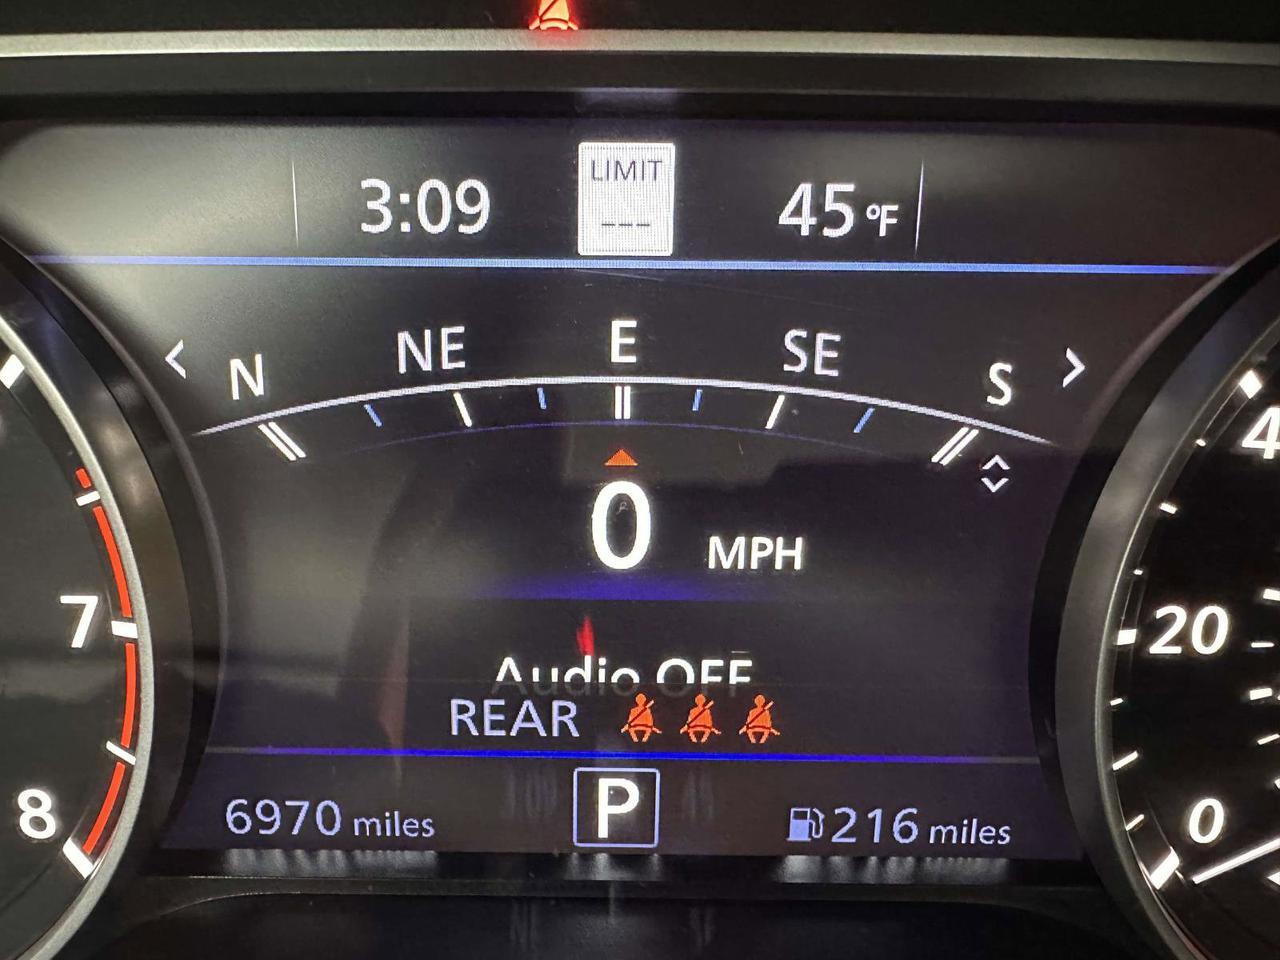 3:09
LIMIT
---
45 °F
N NE E SE S
0 MPH
Audio OFF
REAR
6970 miles
P
216 miles
7
8
20
0
4